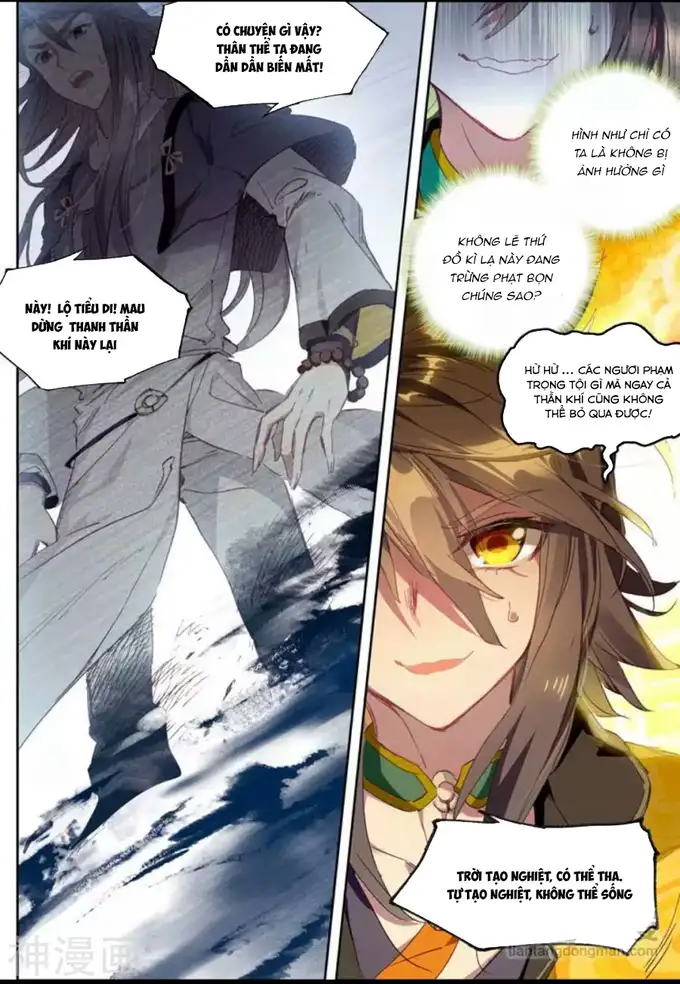 CÓ CHUYỆN GÌ VẬY?
THÂN THỂ TA ĐANG
DẦN DẦN BIẾN MẤT!
NÀY! LỘ TIỂU DI! MAU
DỪNG THANH THẦN
KHÍ NÀY LẠI
HÌNH NHƯ CHỈ CÓ
TA LÀ KHÔNG BỊ
ẢNH HƯỞNG GÌ
KHÔNG LẼ THỨ
ĐỒ KÌ LẠ NÀY ĐANG
TRỪNG PHẠT BỌN
CHÚNG SAO?
HỪ HỪ ... CÁC NGƯƠI PHẠM
TRỌNG TỘI GÌ MÀ NGAY CẢ
THẦN KHÍ CŨNG KHÔNG
THỂ BỎ QUA ĐƯỢC!
TRỜI TẠO NGHIỆT, CÓ THỂ THA.
TỰ TẠO NGHIỆT, KHÔNG THỂ SỐNG
神漫画
jiantangdongman.com